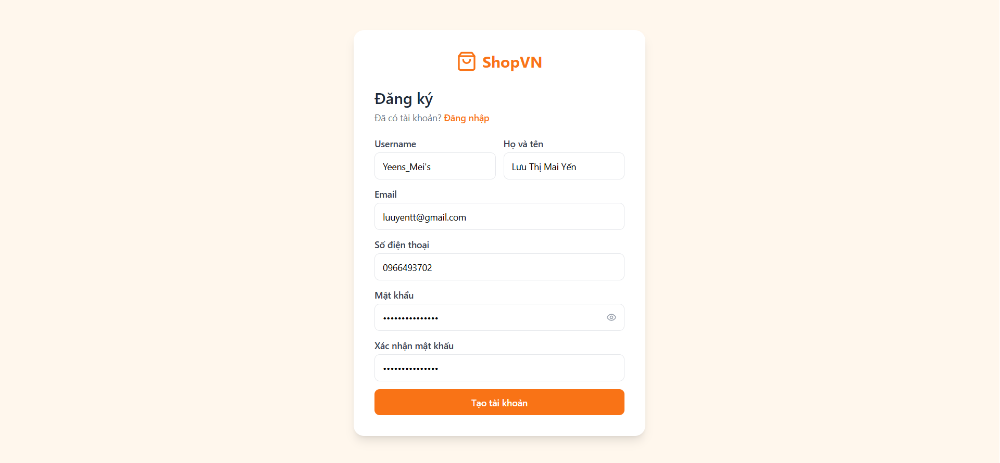 ShopVN
Đăng ký
Đã có tài khoản? Đăng nhập
Username
Họ và tên
Yeens_Mei's
Lưu Thị Mai Yến
Email
luuyentt@gmail.com
Số điện thoại
0966493702
Mật khẩu
•••••••••••••••
Xác nhận mật khẩu
•••••••••••••••
Tạo tài khoản